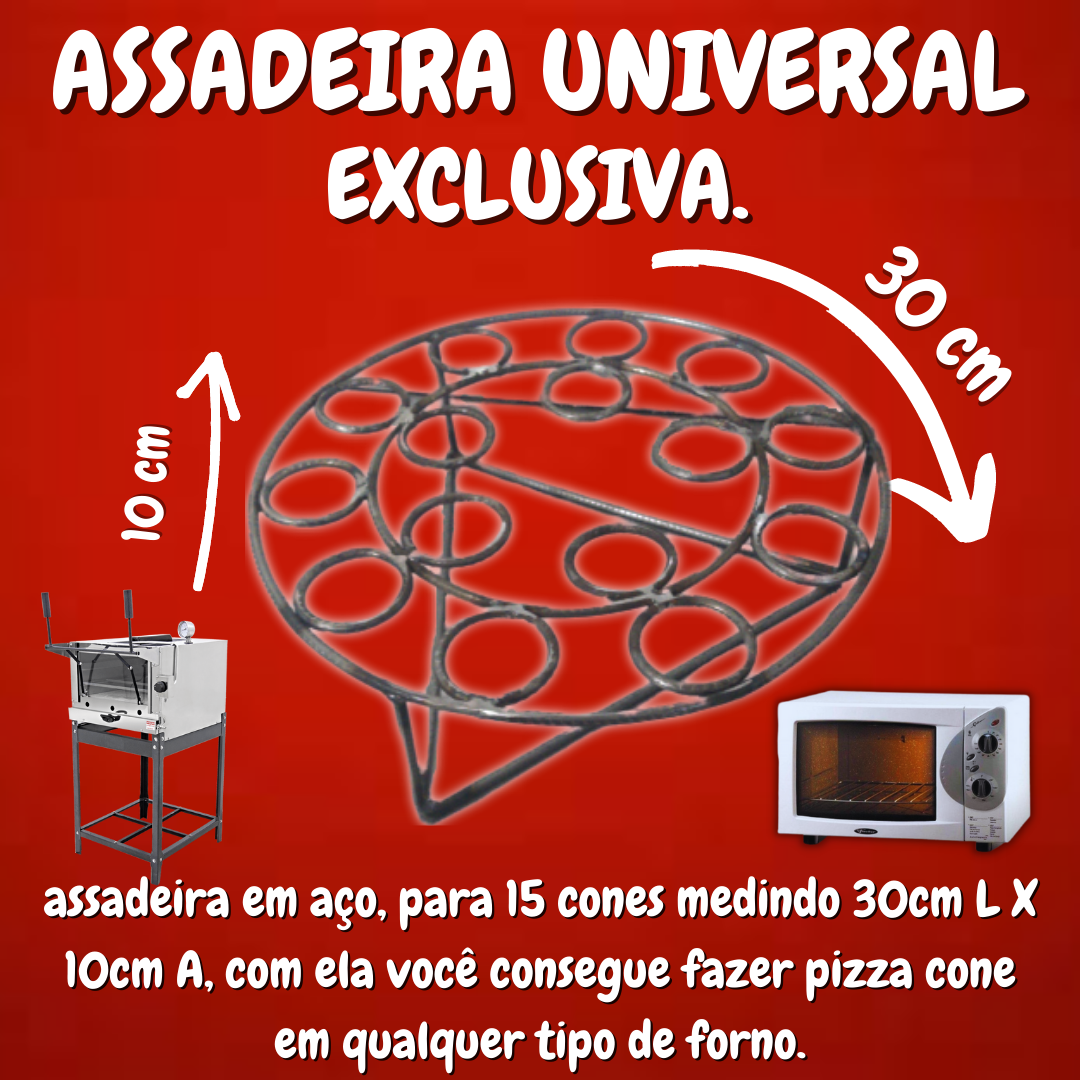 ASSADEIRA UNIVERSAL
EXCLUSIVA.
30 cm
10 cm
assadeira em aço, para 15 cones medindo 30cm L X
10cm A, com ela você consegue fazer pizza cone
em qualquer tipo de forno.